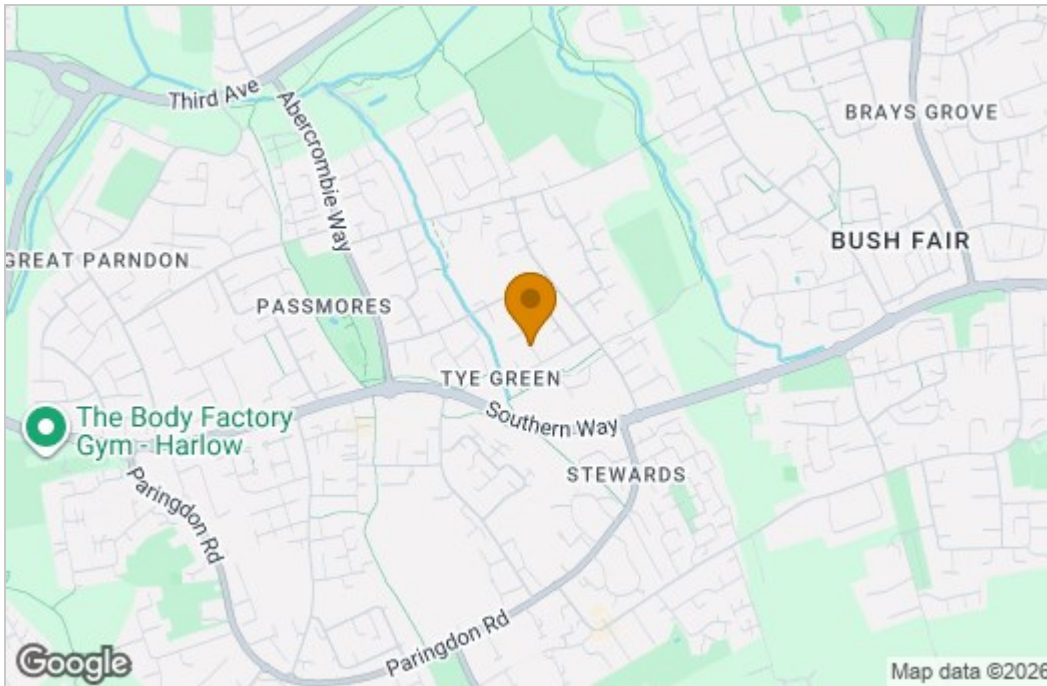 Third Ave
Abercrombie Way
BRAYS GROVE
GREAT PARNDON
BUSH FAIR
PASSMORES
TYE GREEN
The Body Factory
Gym - Harlow
Southern Way
STEWARDS
Paringdon Rd
Paringdon Rd
Google
Map data ©2026